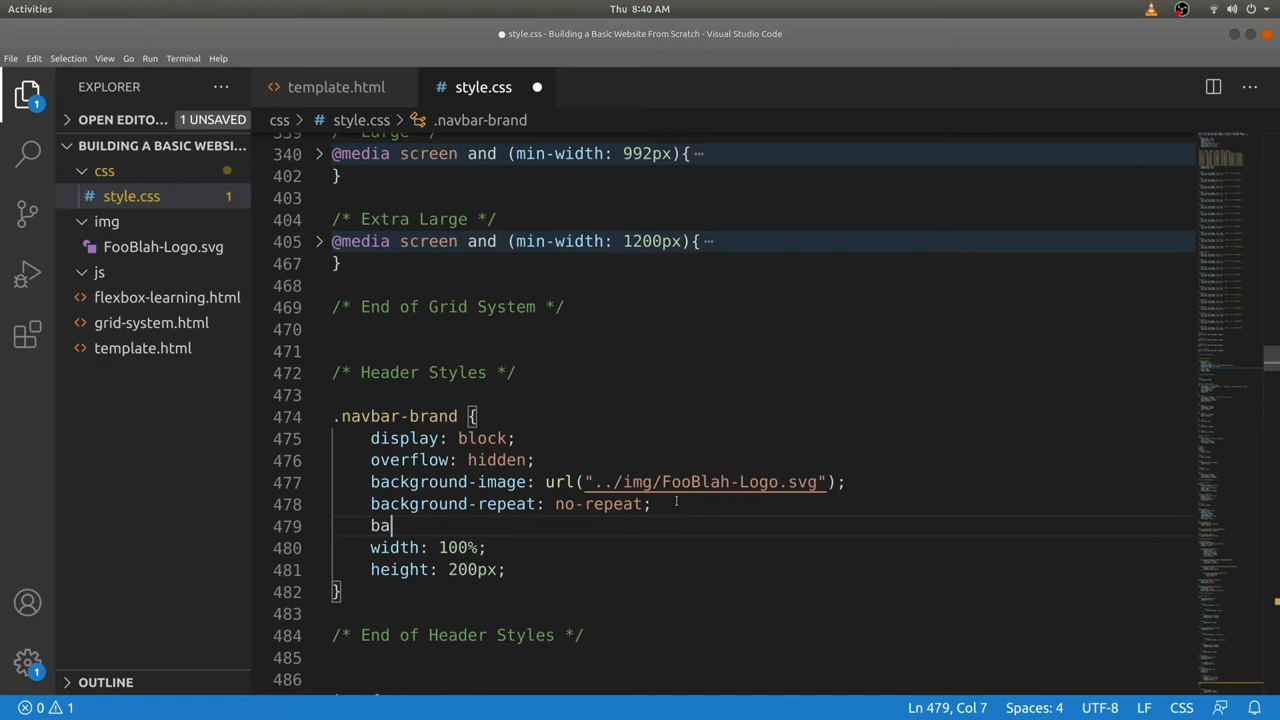 Activities
Thu 8:40 AM
style.css - Building a Basic Website From Scratch - Visual Studio Code
File Edit Selection View Go Run Terminal Help
EXPLORER
template.html
# style.css
OPEN EDITO... 1 UNSAVED
css
# style.css
.navbar-brand
BUILDING A BASIC WEBSI...
css
# style.css 1
img
FooBlah-Logo.svg
js
flexbox-learning.html
grid-system.html
template.html
OUTLINE
339 /* Large */
340 @media screen and (min-width: 992px){
402 }
403
404 /* Extra Large */
405 @media screen and (min-width: 1200px){
467 }
468
469 /* End of Grid Sysem */
470
471
472 /* Header Styles */
473
474 .navbar-brand {
475 display: block;
476 overflow: hidden;
477 background-image: url("../img/FooBlah-Logo.svg");
478 background-repeat: no-repeat;
479 ba
480 width: 100%;
481 height: 200px;
482 }
483
484 /* End of Header Styles */
485
486
1
1
0 1
Ln 479, Col 7 Spaces: 4 UTF-8 LF CSS